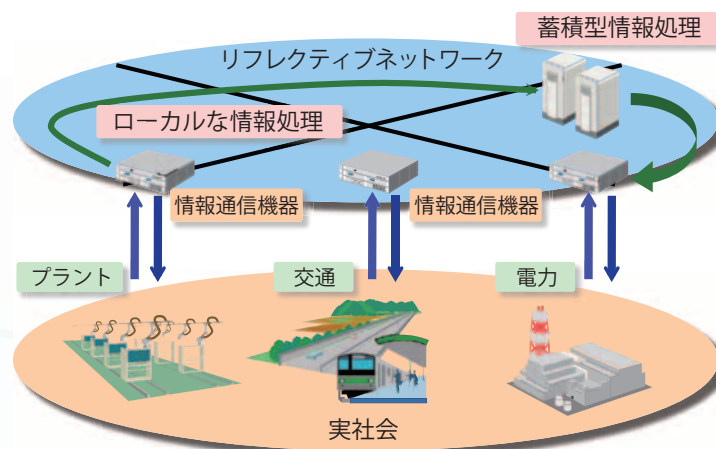 蓄積型情報処理
リフレクティブネットワーク
ローカルな情報処理
情報通信機器
情報通信機器
プラント
交通
電力
実社会